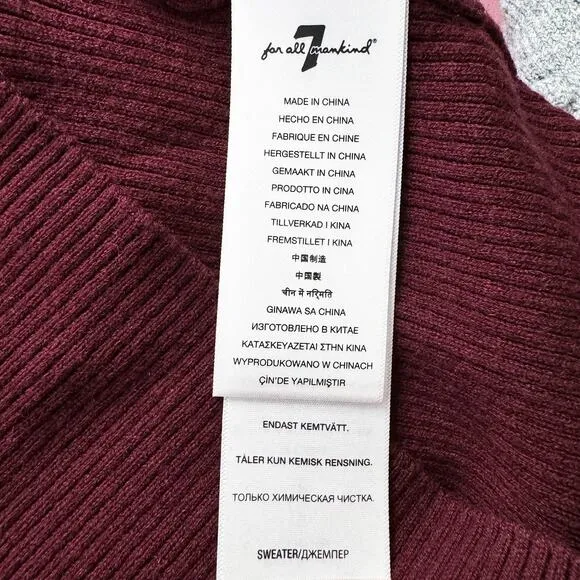 for all 7 mankind®
MADE IN CHINA
HECHO EN CHINA
FABRIQUE EN CHINE
HERGESTELLT IN CHINA
GEMAAKT IN CHINA
PRODOTTO IN CINA
FABRICADO NA CHINA
TILLVERKAD I KINA
FREMSTILLET I KINA
中国制造
中国製
चीन में नर्िमति
GINAWA SA CHINA
ИЗГОТОВЛЕНО В КИТАЕ
ΚΑΤΑΣΚΕΥΑΖΕΤΑΙ ΣΤΗΝ ΚΙΝΑ
WYPRODUKOWANO W CHINACH
ÇİN'DE YAPILMIŞTIR
ENDAST KEMTVÄTT.
TÅLER KUN KEMISK RENSNING.
ТОЛЬКО ХИМИЧЕСКАЯ ЧИСТКА.
SWEATER/ДЖЕМПЕР